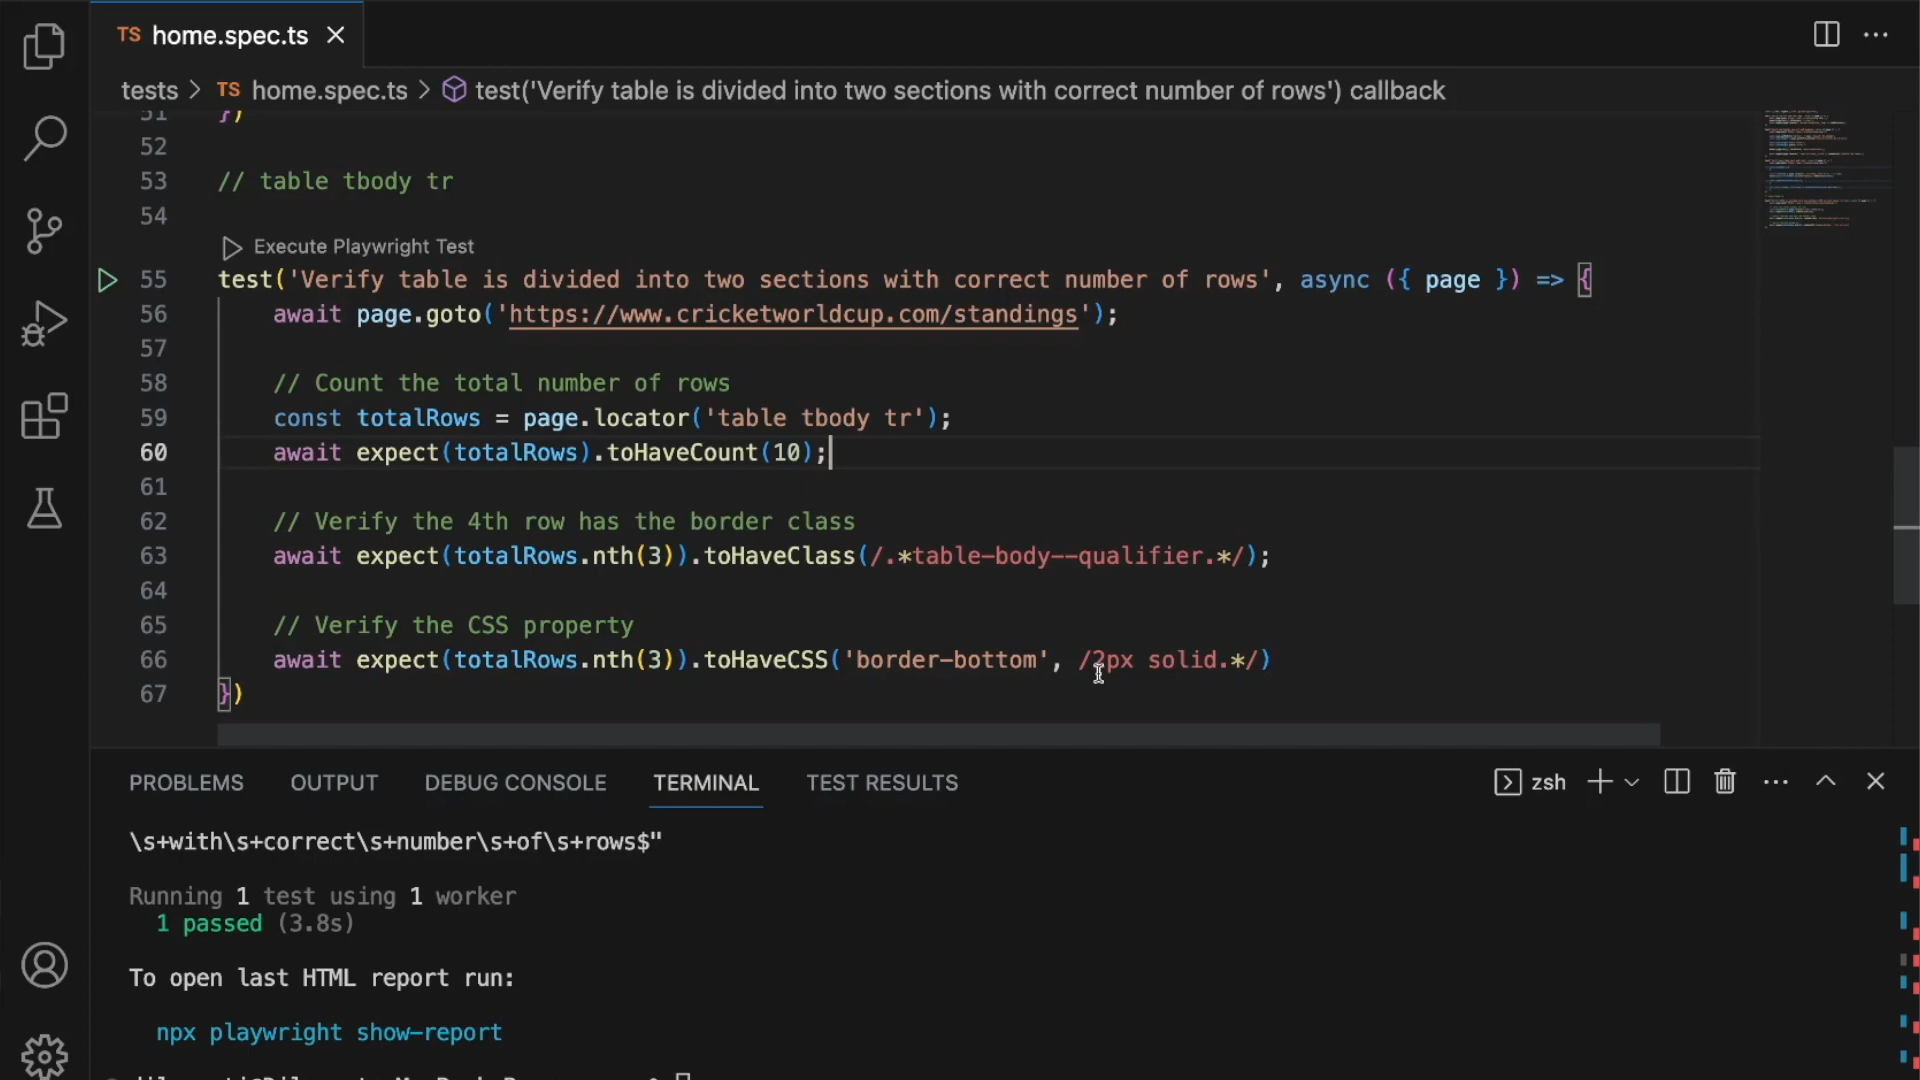 TS home.spec.ts
tests > TS home.spec.ts > test('Verify table is divided into two sections with correct number of rows') callback
51 })
52
53 // table tbody tr
54
Execute Playwright Test
55 test('Verify table is divided into two sections with correct number of rows', async ({ page }) => {
56 await page.goto('https://www.cricketworldcup.com/standings');
57
58 // Count the total number of rows
59 const totalRows = page.locator('table tbody tr');
60 await expect(totalRows).toHaveCount(10);
61
62 // Verify the 4th row has the border class
63 await expect(totalRows.nth(3)).toHaveClass(/.*table-body--qualifier.*/);
64
65 // Verify the CSS property
66 await expect(totalRows.nth(3)).toHaveCSS('border-bottom', /2px solid.*/)
67 })
PROBLEMS OUTPUT DEBUG CONSOLE TERMINAL TEST RESULTS zsh
\s+with\s+correct\s+number\s+of\s+rows$"
Running 1 test using 1 worker
1 passed (3.8s)
To open last HTML report run:
npx playwright show-report